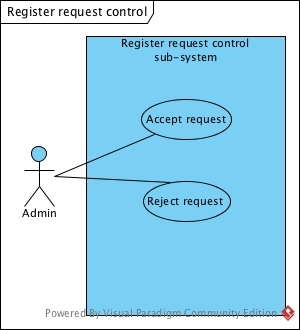 Register request control
Register request control
sub-system
Accept request
Reject request
Admin
Powered By Visual Paradigm Community Edition